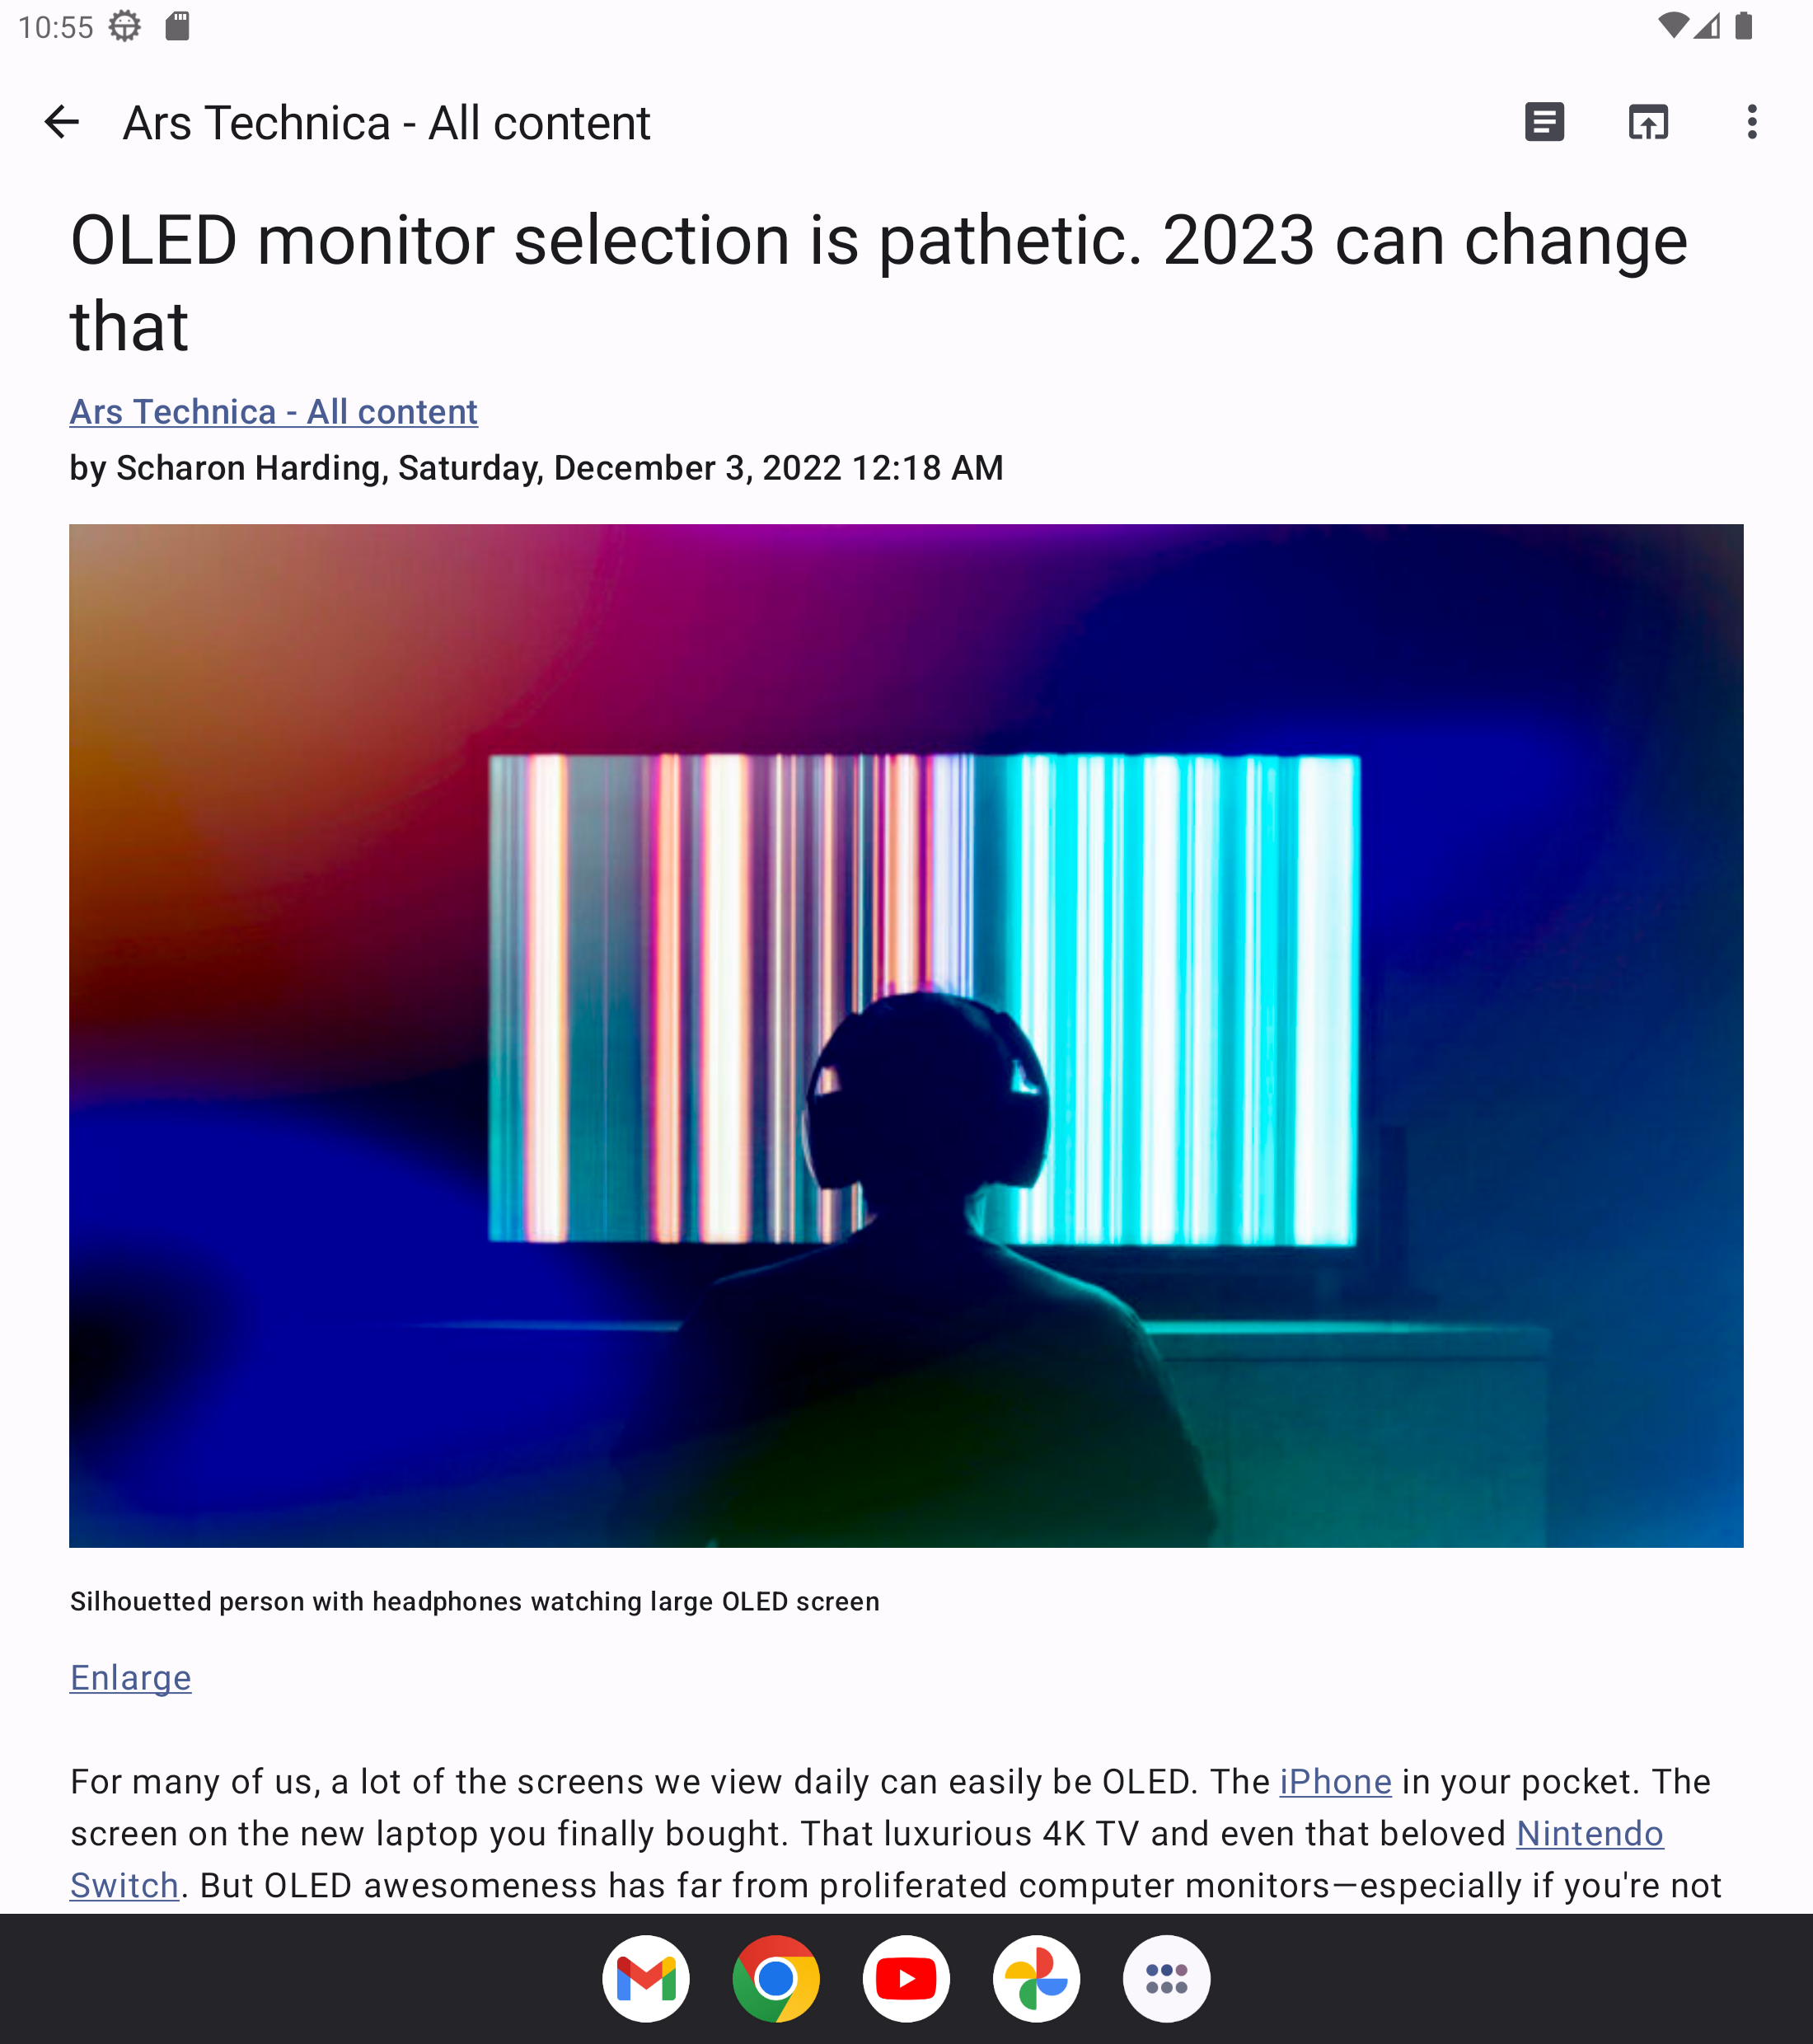 10:55
Ars Technica - All content
OLED monitor selection is pathetic. 2023 can change
that
Ars Technica - All content
by Scharon Harding, Saturday, December 3, 2022 12:18 AM
Silhouetted person with headphones watching large OLED screen
Enlarge
For many of us, a lot of the screens we view daily can easily be OLED. The iPhone in your pocket. The
screen on the new laptop you finally bought. That luxurious 4K TV and even that beloved Nintendo
Switch. But OLED awesomeness has far from proliferated computer monitors—especially if you're not